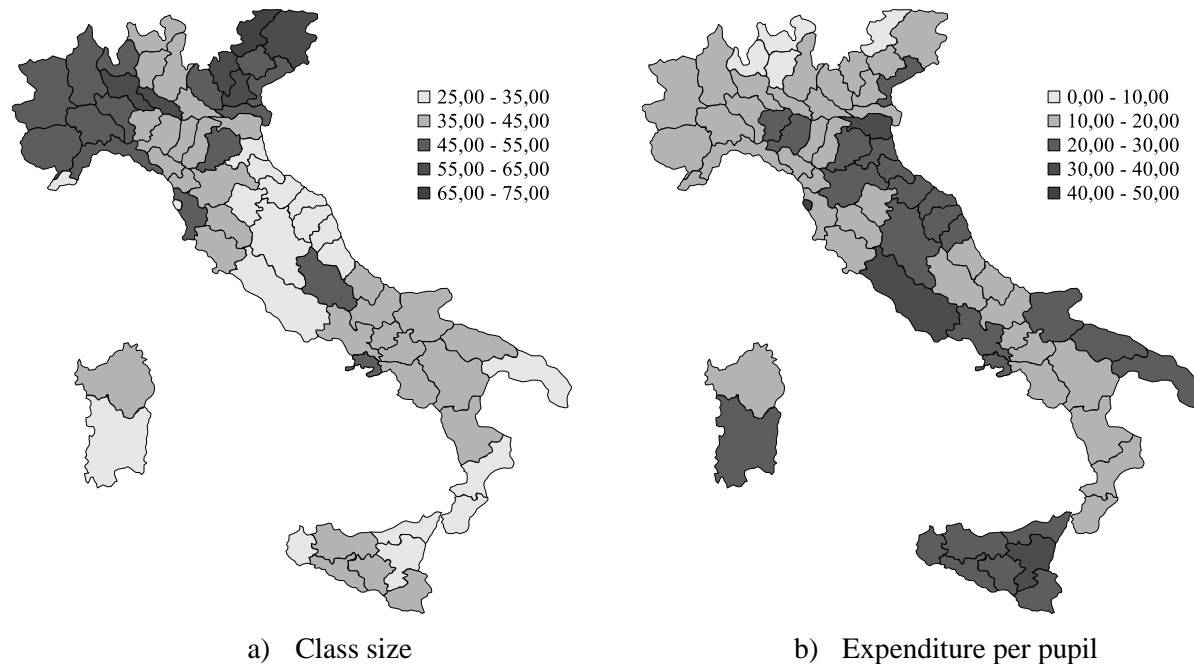 25,00 - 35,00
35,00 - 45,00
45,00 - 55,00
55,00 - 65,00
65,00 - 75,00
0,00 - 10,00
10,00 - 20,00
20,00 - 30,00
30,00 - 40,00
40,00 - 50,00
a) Class size
b) Expenditure per pupil